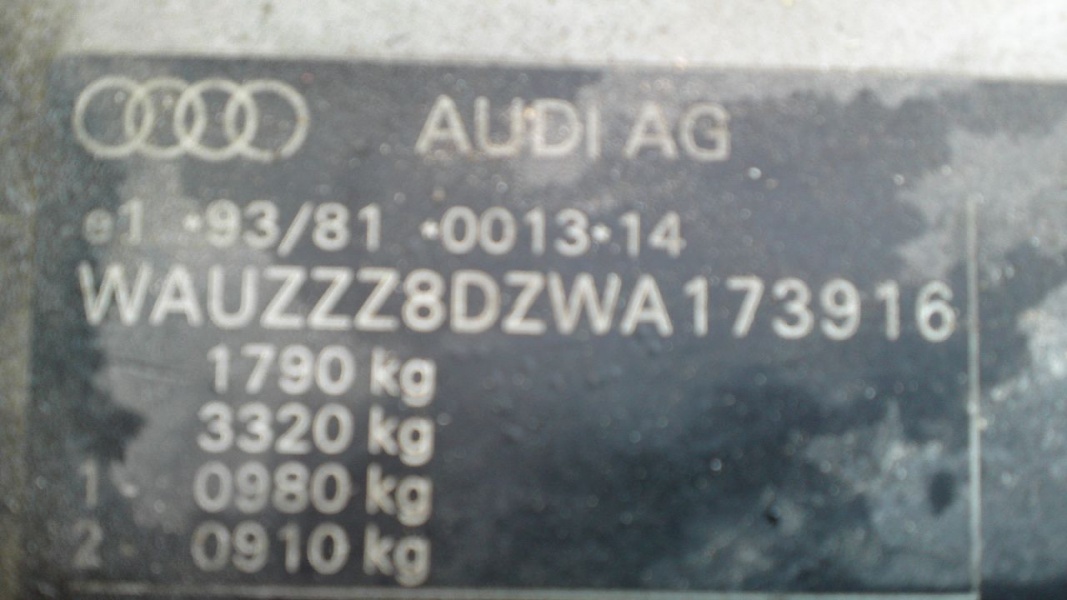 AUDI AG
e1 *93/81 *0013*14
WAUZZZ8DZWA173916
1790 kg
3320 kg
1- 0980 kg
2- 0910 kg